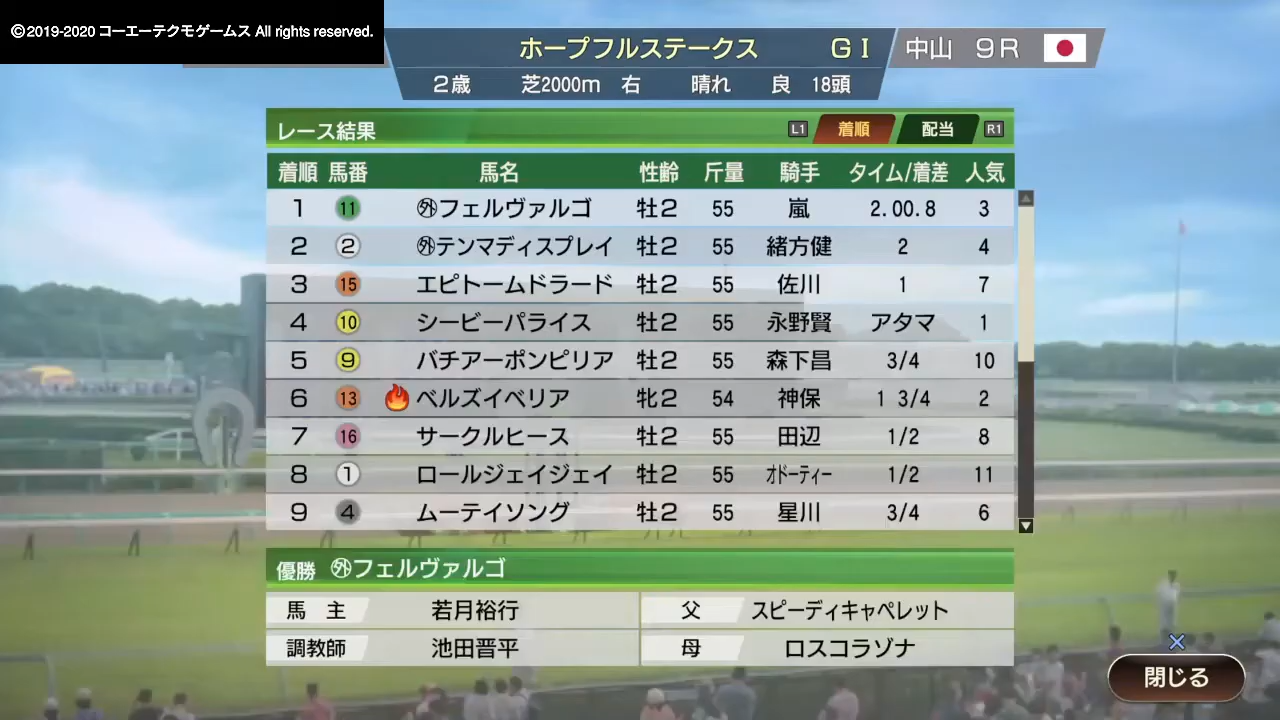 ©2019-2020 コーエーテクモゲームス All rights reserved.
ホープフルステークス GⅠ 中山 9R
2歳 芝2000m 右 晴れ 良 18頭
レース結果 L1 着順 配当 R1
着順 馬番 馬名 性齢 斤量 騎手 タイム/着差 人気
1 11 ㊕フェルヴァルゴ 牡2 55 嵐 2.00.8 3
2 2 外テンマディスプレイ 牡2 55 緒方健 2 4
3 15 エピトームドラード 牡2 55 佐川 1 7
4 10 シービーパライス 牡2 55 永野賢 アタマ 1
5 9 バチアーポンピリア 牡2 55 森下昌 3/4 10
6 13 ベルズイベリア 牝2 54 神保 1 3/4 2
7 16 サークルヒース 牡2 55 田辺 1/2 8
8 1 ロールジェイジェイ 牡2 55 オドーティー 1/2 11
9 4 ムーテイソング 牡2 55 星川 3/4 6
優勝 外フェルヴァルゴ
馬主 若月裕行 父 スピーディキャペレット
調教師 池田晋平 母 ロスコラゾナ
閉じる